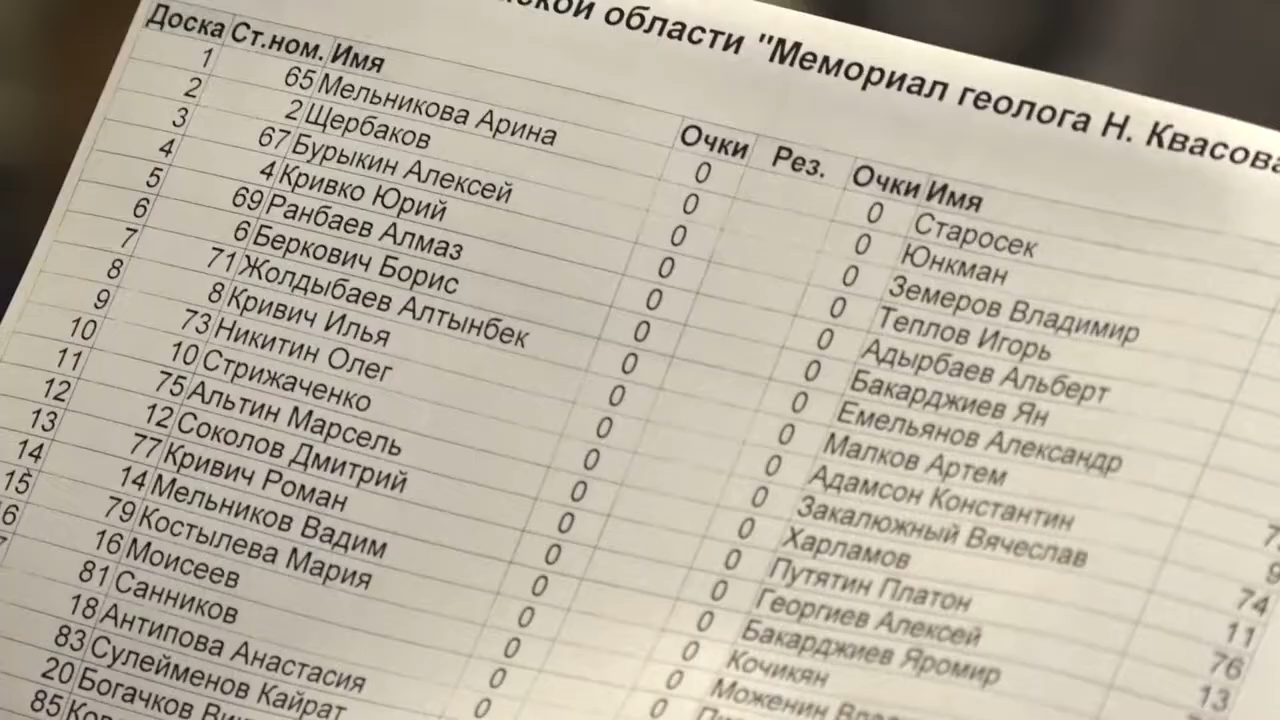 области "Мемориал геолога Н. Квасова
Доска Ст.ном. Имя Очки Рез. Очки Имя
1 65 Мельникова Арина 0 0 Старосек
2 2 Щербаков 0 0 Юнкман
3 67 Бурыкин Алексей 0 0 Земеров Владимир
4 4 Кривко Юрий 0 0 Теплов Игорь
5 69 Ранбаев Алмаз 0 0 Адырбаев Альберт
6 6 Беркович Борис 0 0 Бакарджиев Ян
7 71 Жолдыбаев Алтынбек 0 0 Емельянов Александр
8 8 Кривич Илья 0 0 Малков Артем
9 73 Никитин Олег 0 0 Адамсон Константин 9
10 10 Стрижаченко 0 0 Закалюжный Вячеслав 74
11 75 Альтин Марсель 0 0 Харламов 11
12 12 Соколов Дмитрий 0 0 Путятин Платон 76
13 77 Кривич Роман 0 0 Георгиев Алексей 13
14 14 Мельников Вадим 0 0 Бакарджиев Яромир
15 79 Костылева Мария 0 0 Кочикян
16 Моисеев 0 0 Моженин
81 Санников 0 0
18 Антипова Анастасия 0
83 Сулейменов Кайрат
20 Богачков
85